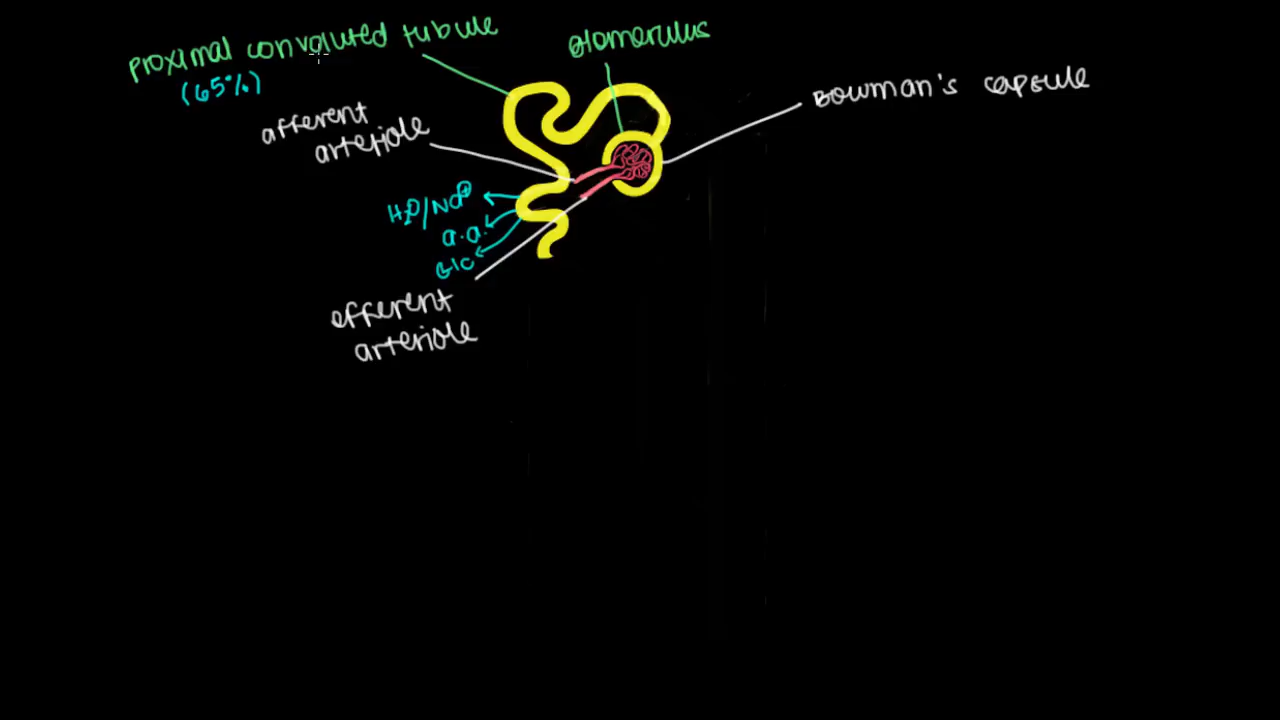 proximal convoluted tubule
(65%)
glomerulus
Bowman's capsule
afferent
arteriole
H2O/Na+
a.a.
Glc
efferent
arteriole